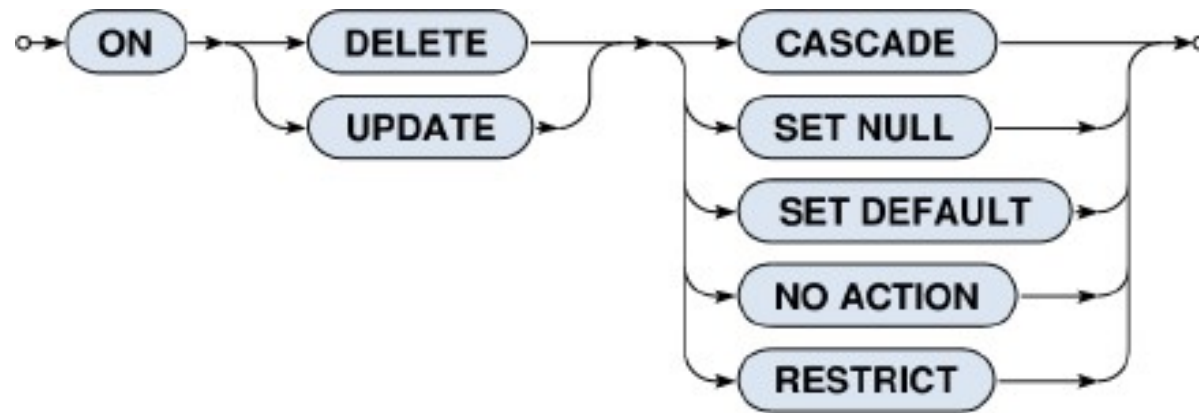 ON
DELETE
UPDATE
CASCADE
SET NULL
SET DEFAULT
NO ACTION
RESTRICT